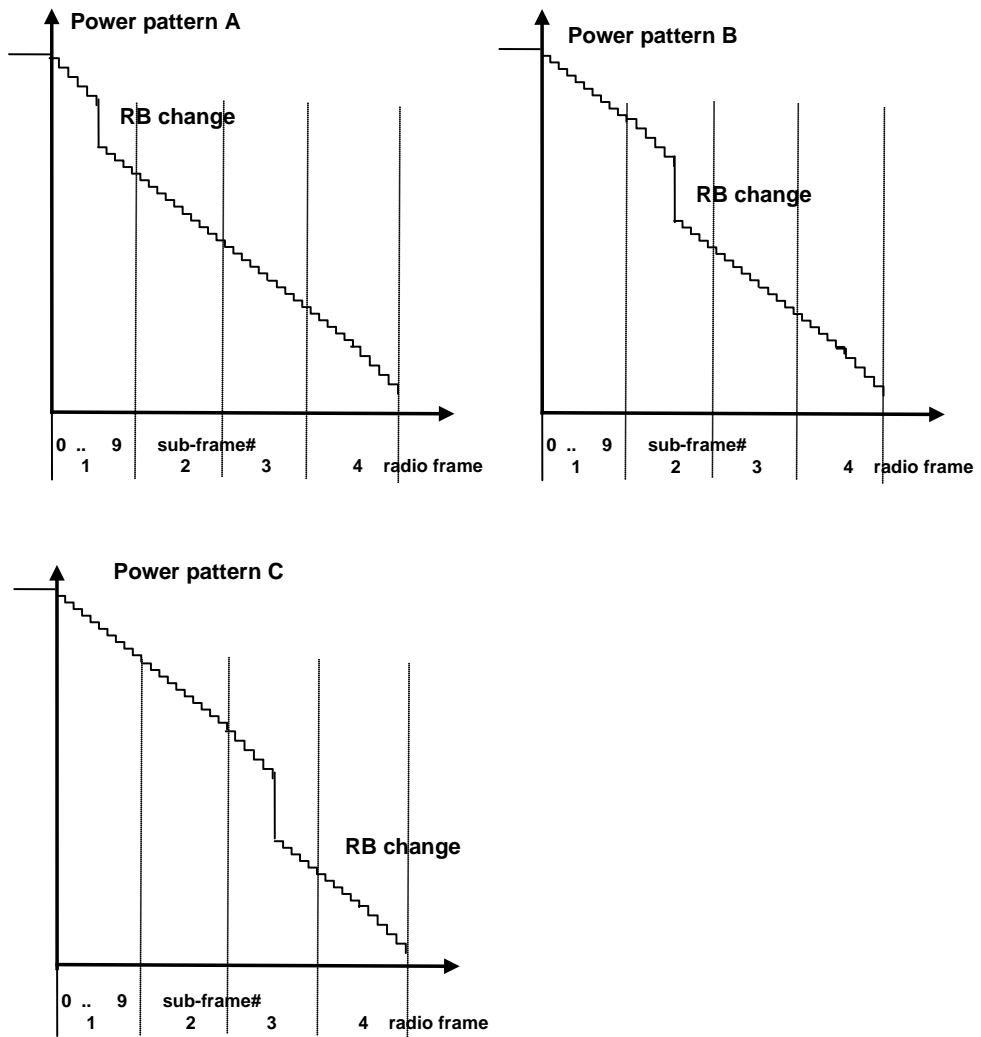 Power pattern A
RB change
0 .. 9 sub-frame#
1 2 3 4 radio frame
Power pattern B
RB change
0 .. 9 sub-frame#
1 2 3 4 radio frame
Power pattern C
RB change
0 .. 9 sub-frame#
1 2 3 4 radio frame